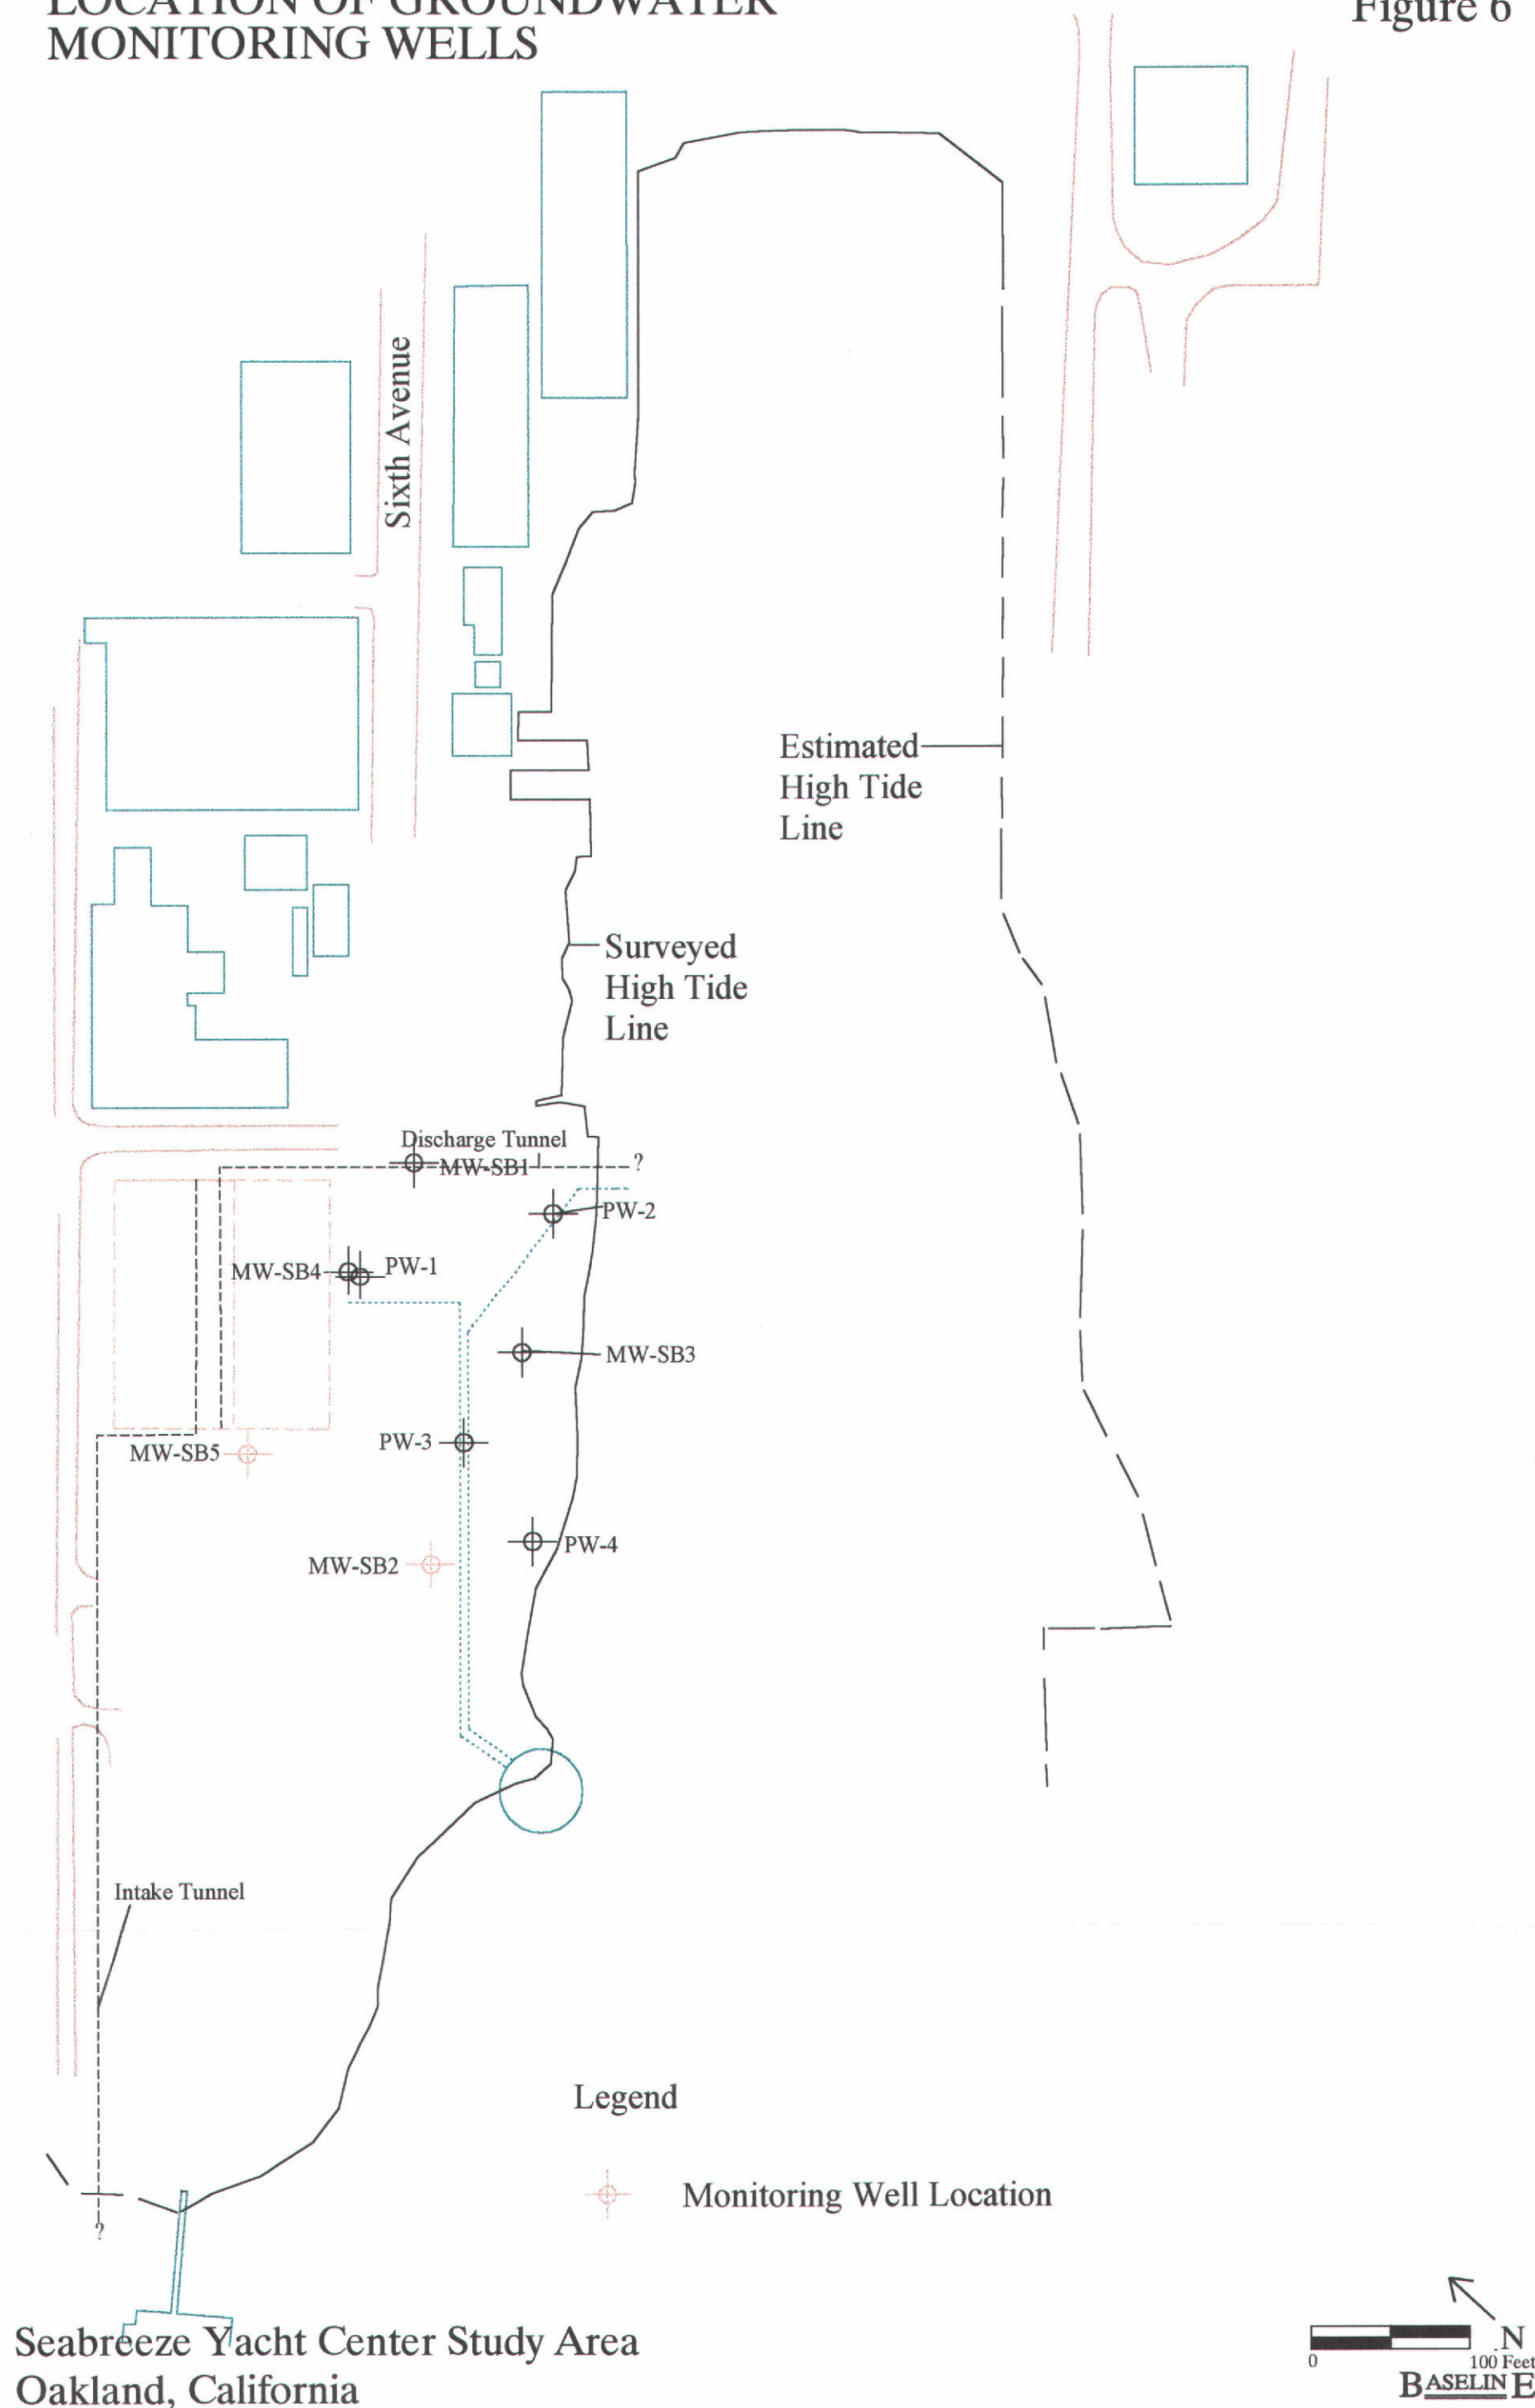 LOCATION OF GROUNDWATER
MONITORING WELLS
Figure 6
Sixth Avenue
Estimated
High Tide
Line
Surveyed
High Tide
Line
Discharge Tunnel
MW-SB1
?
PW-2
MW-SB4
PW-1
MW-SB3
PW-3
MW-SB5
PW-4
MW-SB2
Intake Tunnel
Legend
Monitoring Well Location
?
Seabreeze Yacht Center Study Area
Oakland, California
N
0 100 Feet
BASELINE